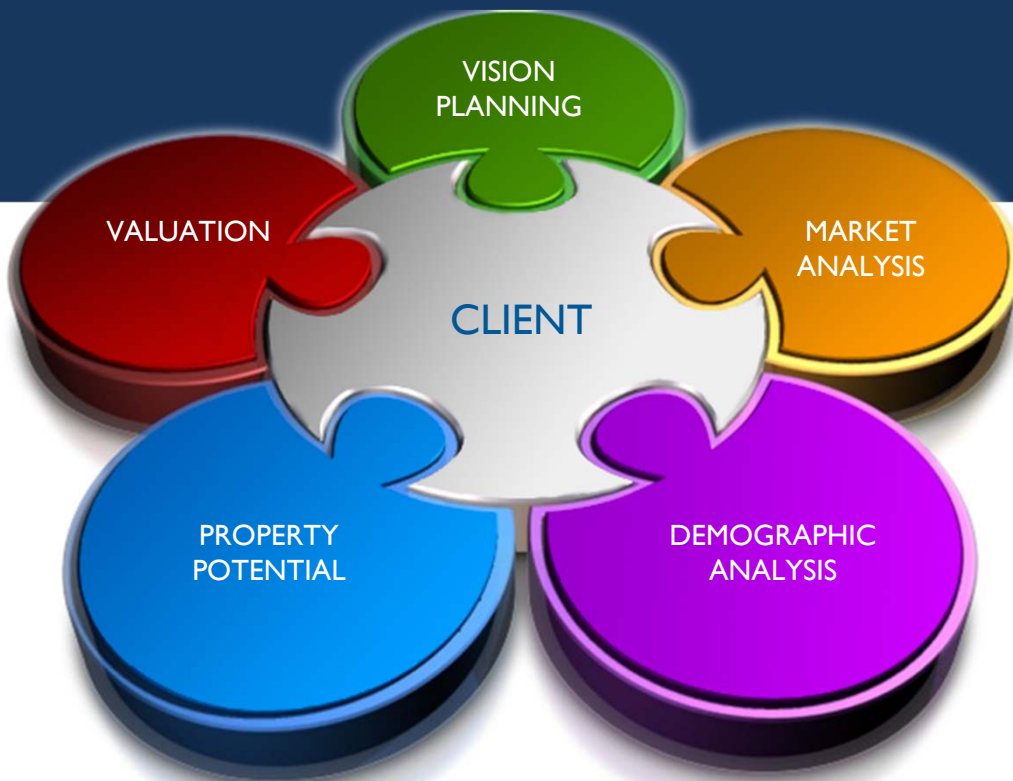 VISION
PLANNING
VALUATION
MARKET
ANALYSIS
CLIENT
PROPERTY
POTENTIAL
DEMOGRAPHIC
ANALYSIS